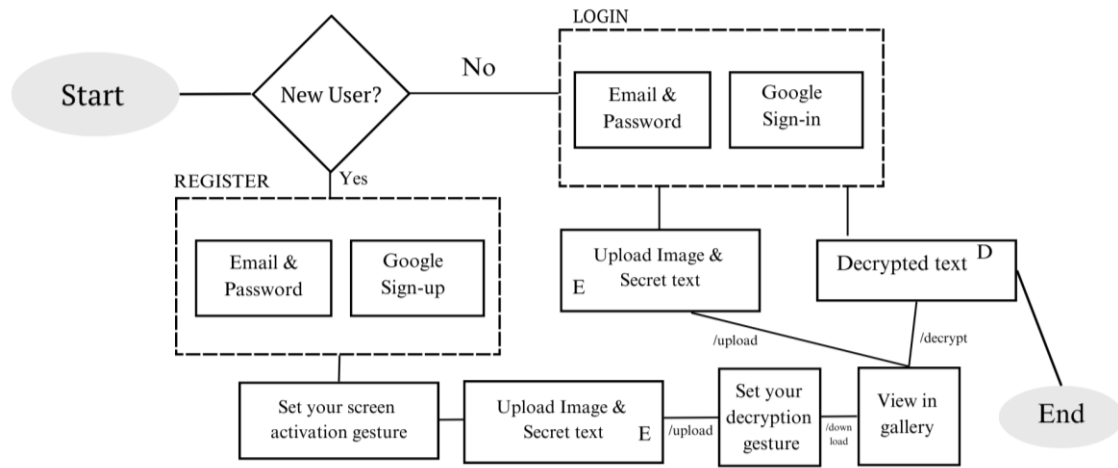 LOGIN
Start
New User?
No
Email &
Password
Google
Sign-in
Yes
REGISTER
Email &
Password
Google
Sign-up
Upload Image &
Secret text
E
Decrypted text
D
/upload
/decrypt
Set your screen
activation gesture
Upload Image &
Secret text
E
/upload
Set your
decryption
gesture
/down
load
View in
gallery
End